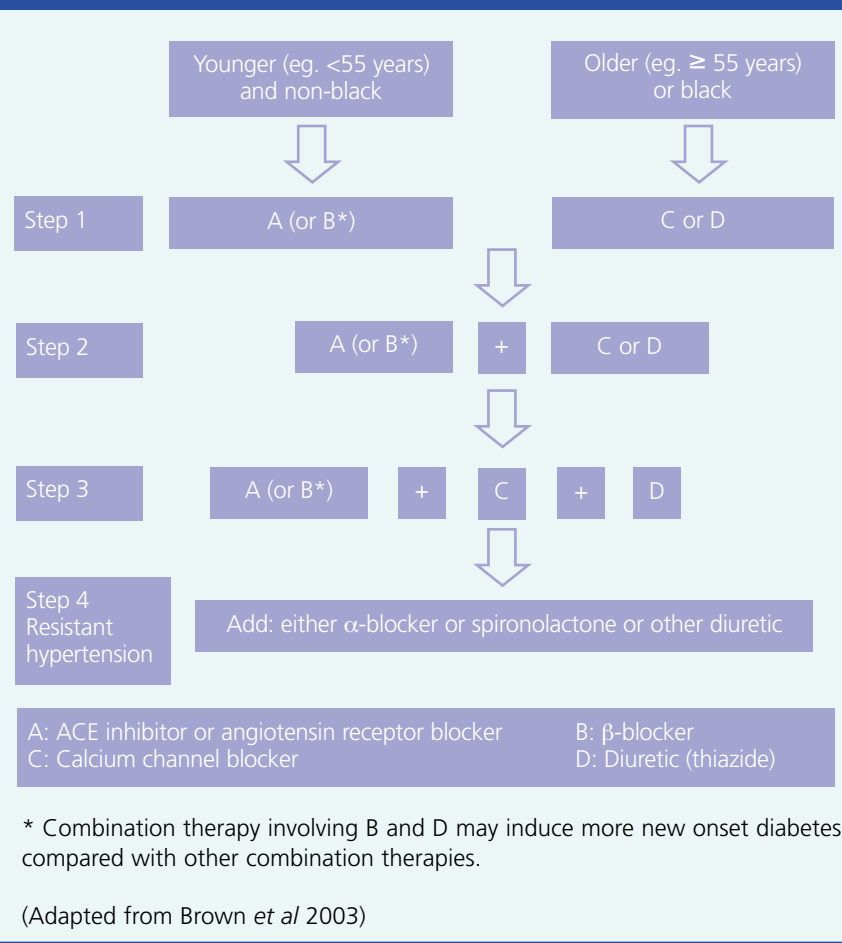 Younger (eg. <55 years)
and non-black
Older (eg. ≥ 55 years)
or black
Step 1
A (or B*)
C or D
Step 2
A (or B*)
+
C or D
Step 3
A (or B*)
+
C
+
D
Step 4
Resistant
hypertension
Add: either α-blocker or spironolactone or other diuretic
A: ACE inhibitor or angiotensin receptor blocker
B: β-blocker
C: Calcium channel blocker
D: Diuretic (thiazide)
* Combination therapy involving B and D may induce more new onset diabetes
compared with other combination therapies.
(Adapted from Brown et al 2003)